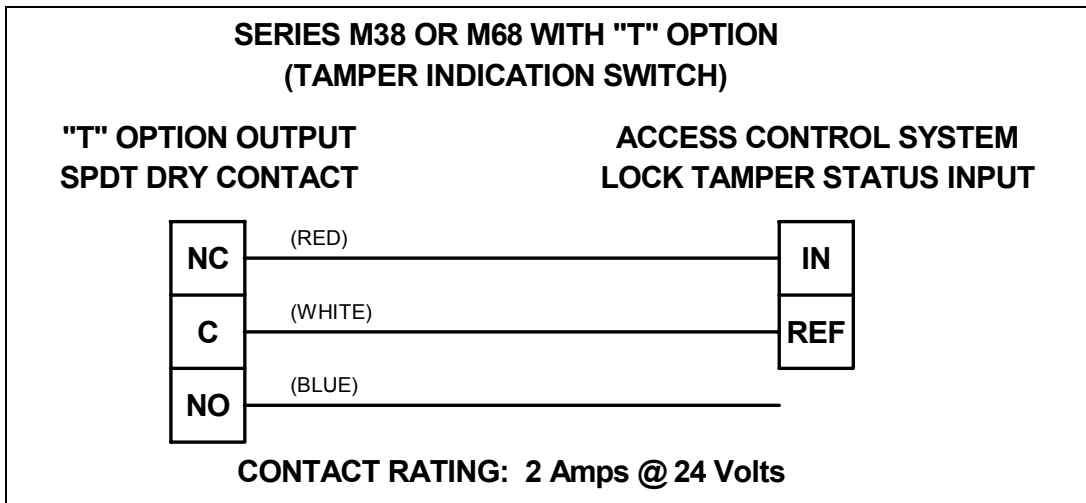 SERIES M38 OR M68 WITH "T" OPTION
(TAMPER INDICATION SWITCH)
"T" OPTION OUTPUT
SPDT DRY CONTACT
ACCESS CONTROL SYSTEM
LOCK TAMPER STATUS INPUT
NC
(RED)
IN
C
(WHITE)
REF
NO
(BLUE)
CONTACT RATING: 2 Amps @ 24 Volts